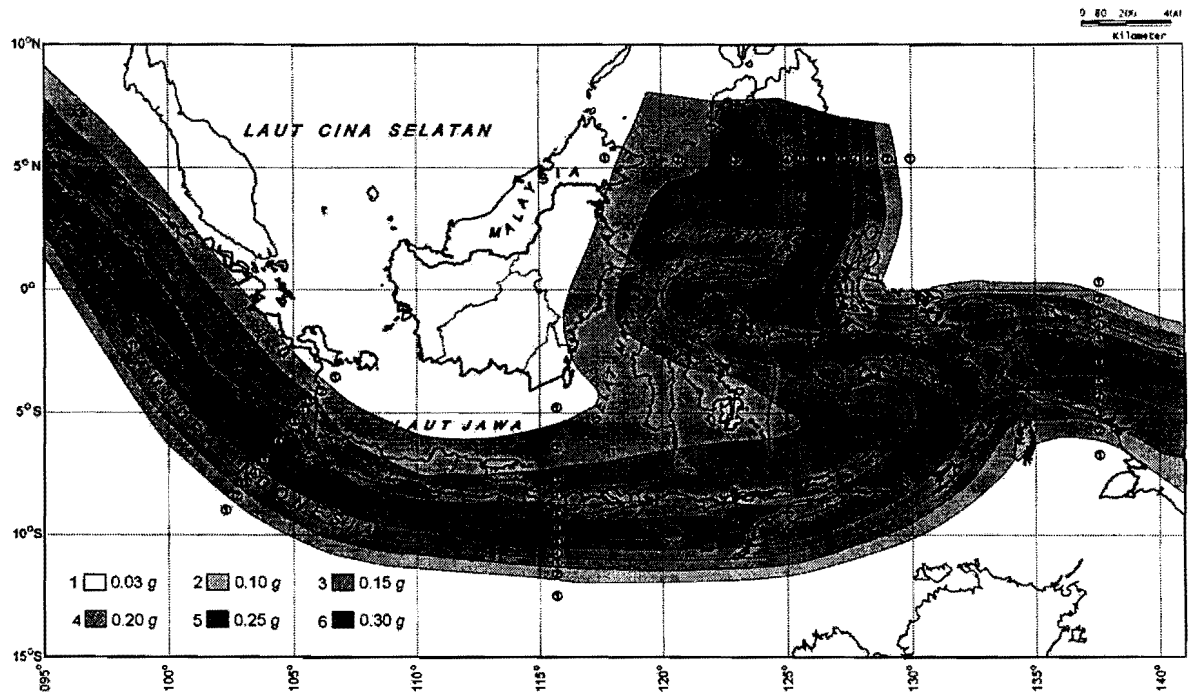 0 80 200 400
Kilometer
10°N
LAUT CINA SELATAN
5°N
MALAYSIA
0°
5°S
LAUT JAWA
10°S
1 0.03 g 2 0.10 g 3 0.15 g
4 0.20 g 5 0.25 g 6 0.30 g
15°S
095° 100° 105° 110° 115° 120° 125° 130° 135° 140°